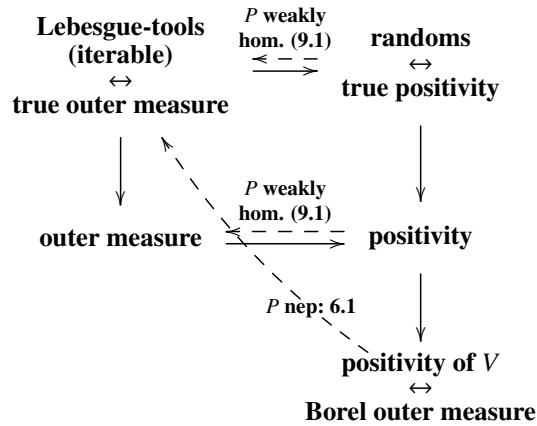 Lebesgue-tools
(iterable)
↔
true outer measure
P weakly
hom. (9.1)
randoms
↔
true positivity
outer measure
P weakly
hom. (9.1)
positivity
P nep: 6.1
positivity of V
↔
Borel outer measure